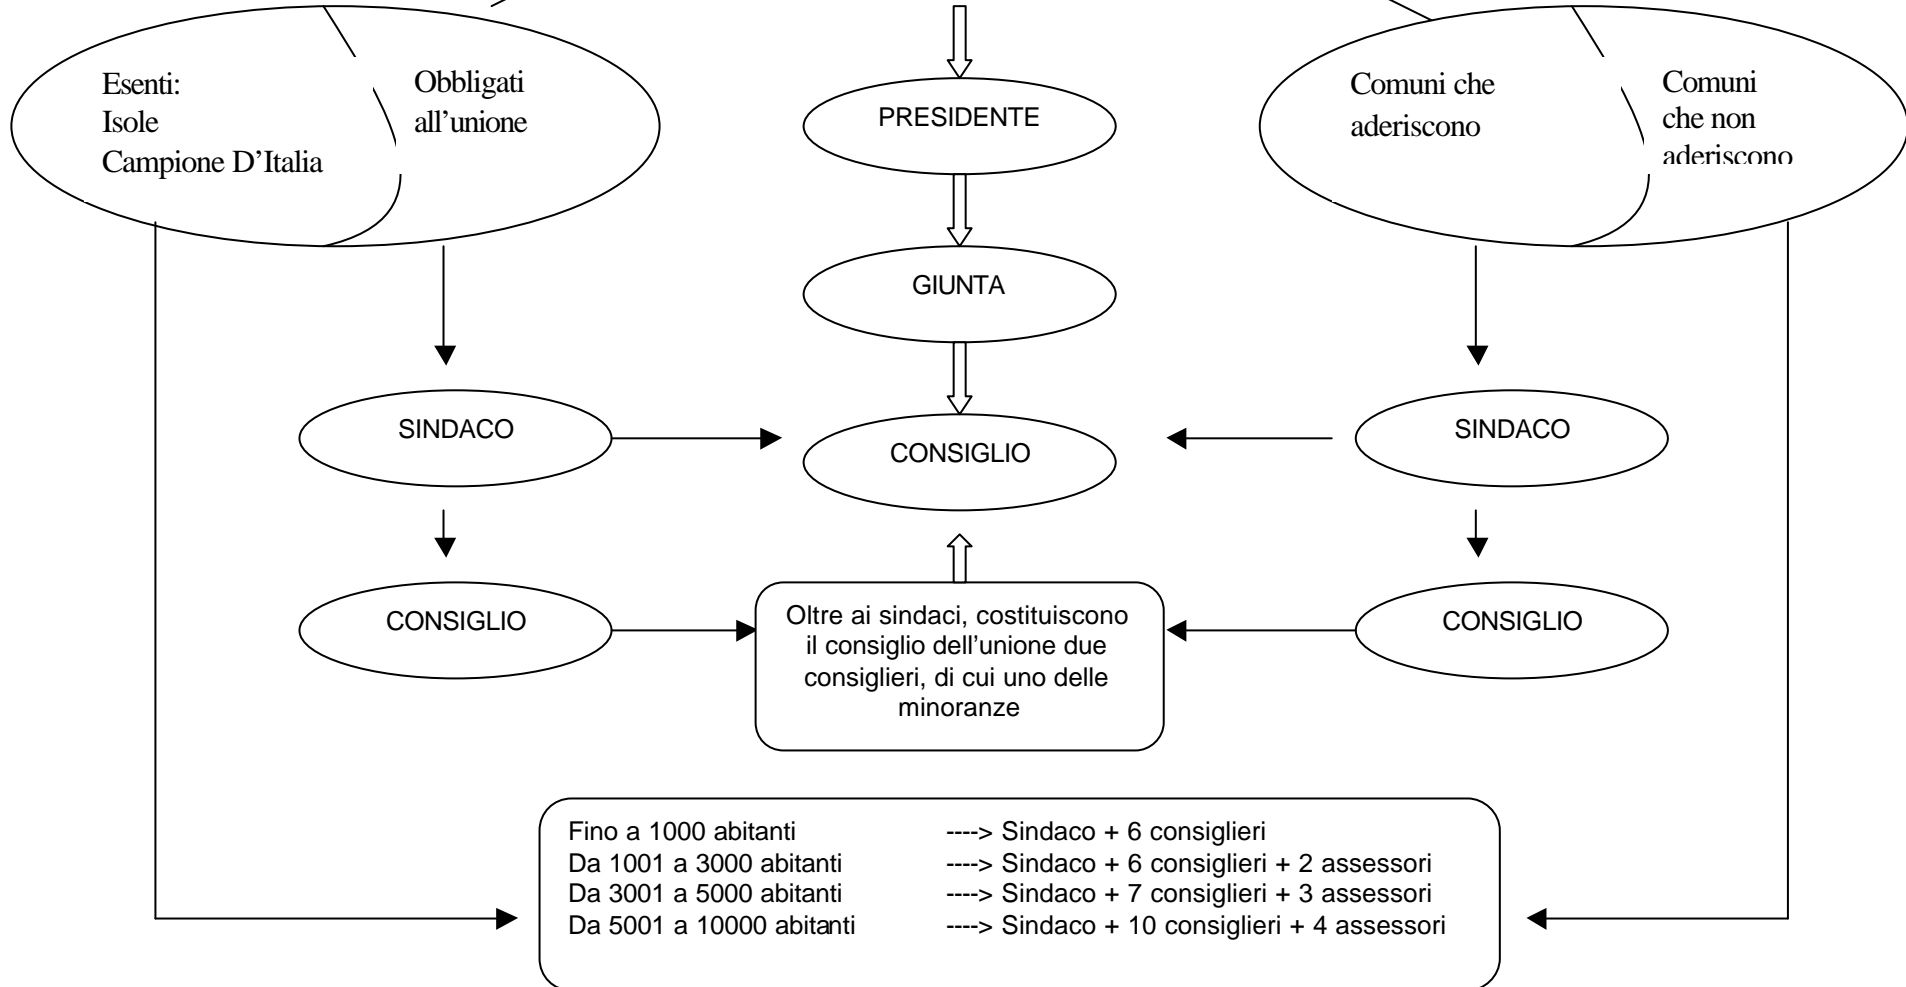 Esenti:
Isole
Campione D'Italia
Obbligati
all'unione
PRESIDENTE
Comuni che
aderiscono
Comuni
che non
aderiscono
GIUNTA
SINDACO
CONSIGLIO
SINDACO
CONSIGLIO
Oltre ai sindaci, costituiscono
il consiglio dell'unione due
consiglieri, di cui uno delle
minoranze
CONSIGLIO
Fino a 1000 abitanti ----> Sindaco + 6 consiglieri
Da 1001 a 3000 abitanti ----> Sindaco + 6 consiglieri + 2 assessori
Da 3001 a 5000 abitanti ----> Sindaco + 7 consiglieri + 3 assessori
Da 5001 a 10000 abitanti ----> Sindaco + 10 consiglieri + 4 assessori